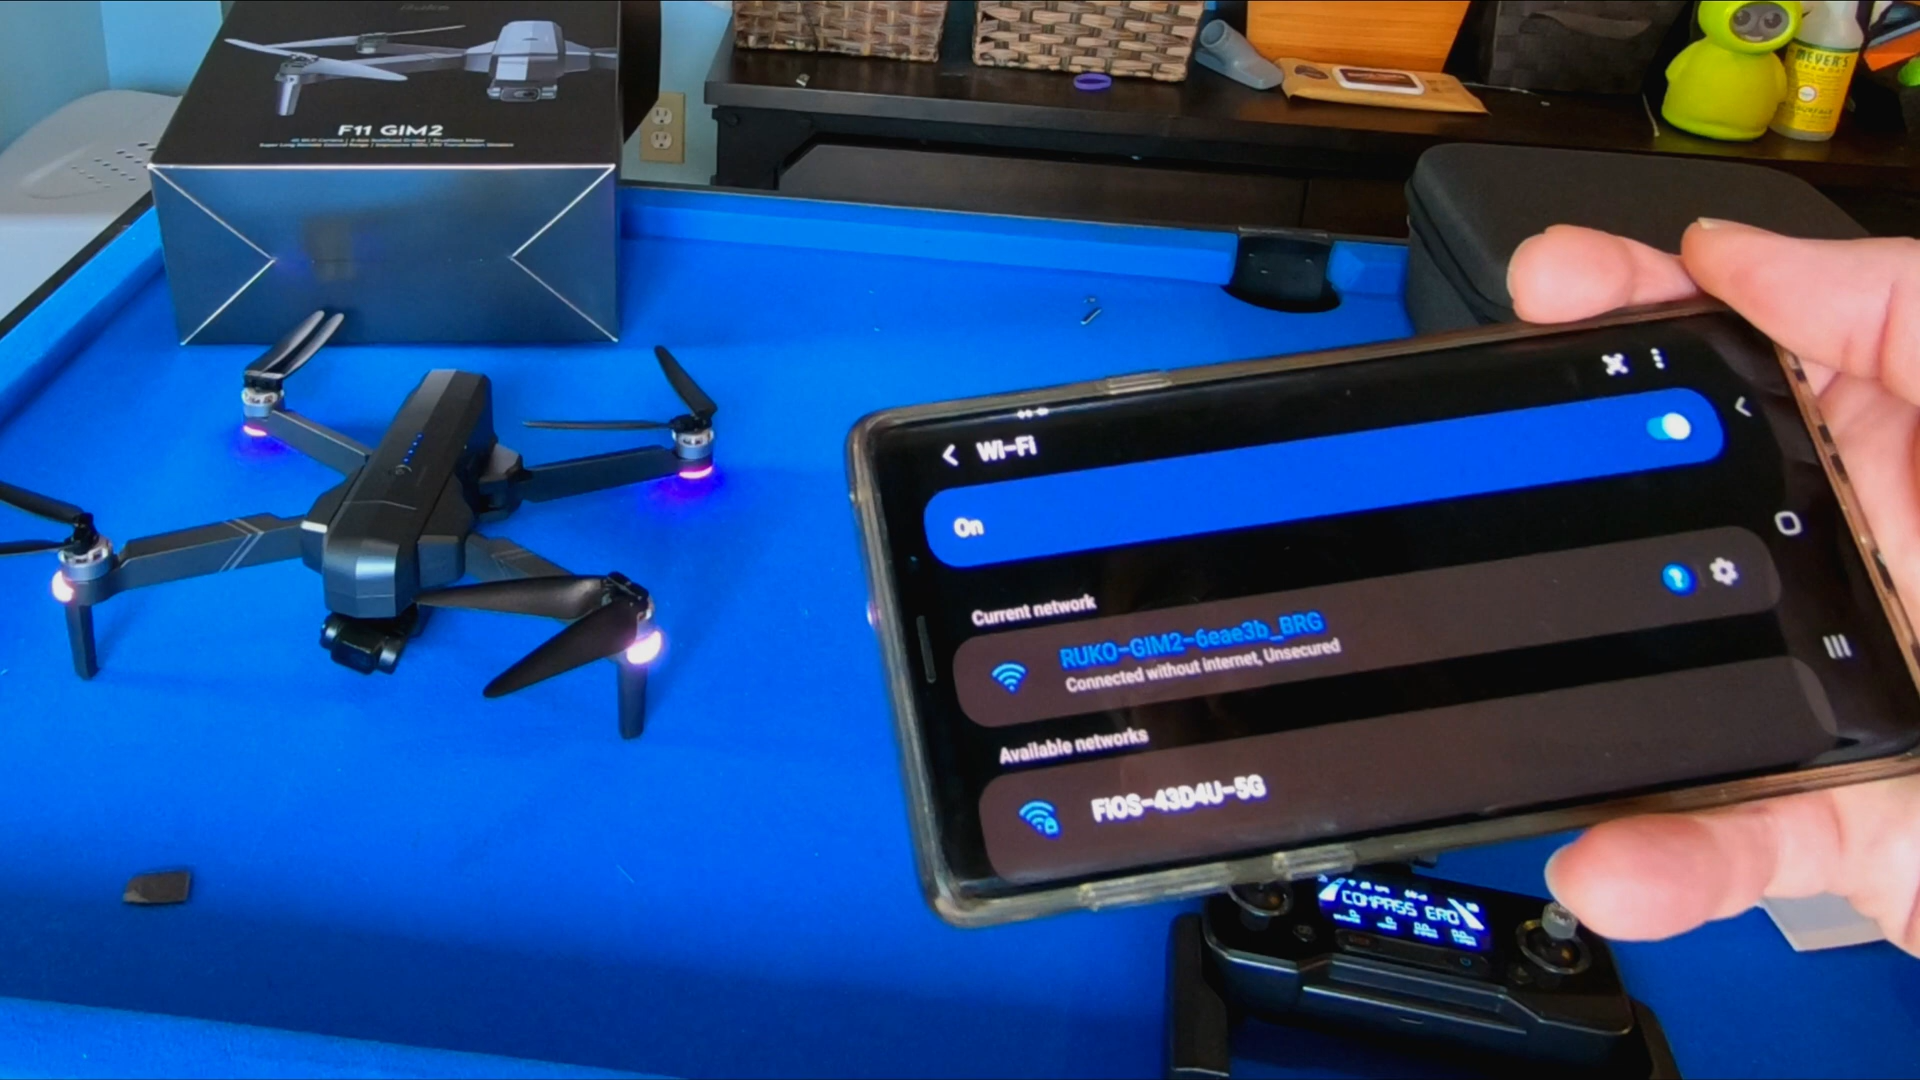 F11 GIM2
MEYER'S
Wi-Fi
On
Current network
RUKO-GIM2-6eae3b_BRG
Connected without internet, Unsecured
Available networks
FiOS-43D4U-5G
COMPASS